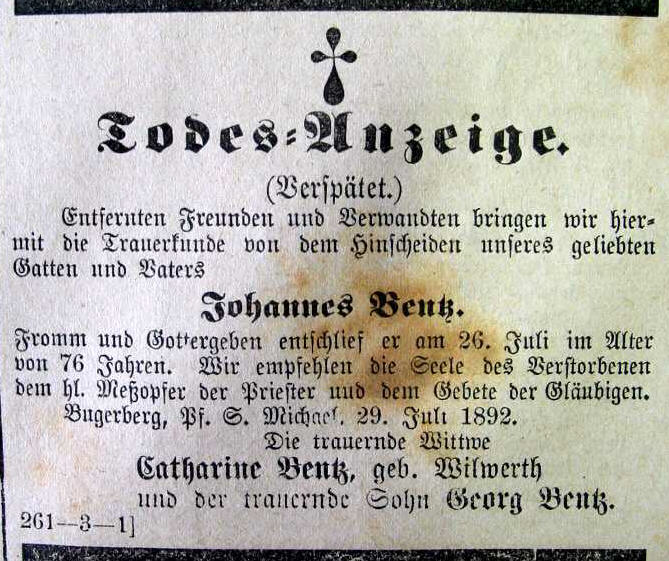 Todes-Anzeige.
(Verspätet.)
Entfernten Freunden und Verwandten bringen wir hier-
mit die Trauerkunde von dem Hinscheiden unseres geliebten
Gatten und Vaters
Johannes Bentz.
Fromm und Gottergeben entschlief er am 26. Juli im Alter
von 76 Jahren. Wir empfehlen die Seele des Verstorbenen
dem hl. Meßopfer der Priester und dem Gebete der Gläubigen.
Bugerberg, Pf. S. Michael, 29. Juli 1892.
Die trauernde Wittwe
Catharine Bentz, geb. Wilwerth
und der trauernde Sohn Georg Bentz.
261—3—1]